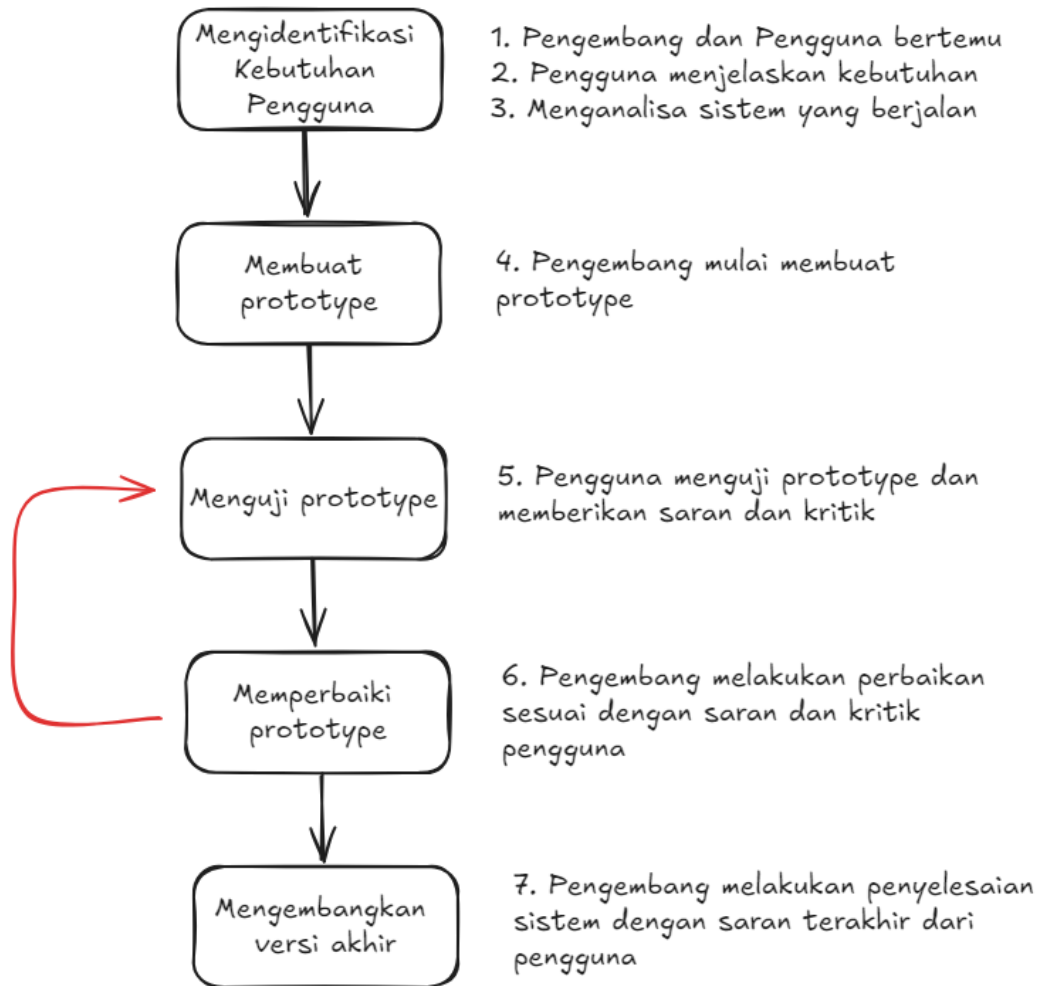 Mengidentifikasi
Kebutuhan
Pengguna
1. Pengembang dan Pengguna bertemu
2. Pengguna menjelaskan kebutuhan
3. Menganalisa sistem yang berjalan
Membuat
prototype
4. Pengembang mulai membuat
prototype
Menguji prototype
5. Pengguna menguji prototype dan
memberikan saran dan kritik
Memperbaiki
prototype
6. Pengembang melakukan perbaikan
sesuai dengan saran dan kritik
pengguna
Mengembangkan
versi akhir
7. Pengembang melakukan penyelesaian
sistem dengan saran terakhir dari
pengguna